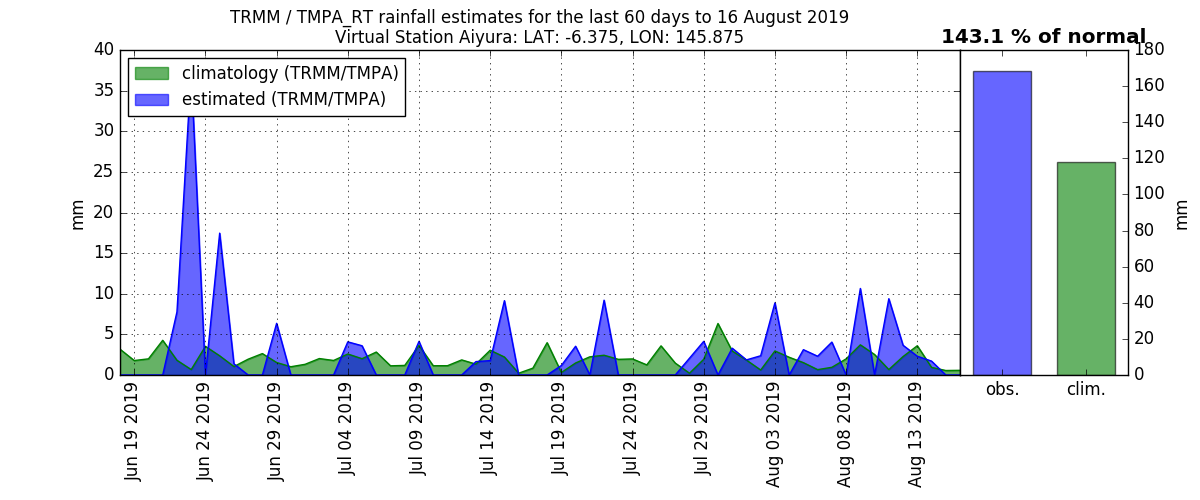 TRMM / TMPA_RT rainfall estimates for the last 60 days to 16 August 2019
Virtual Station Aiyura: LAT: -6.375, LON: 145.875
143.1 % of normal
climatology (TRMM/TMPA)
estimated (TRMM/TMPA)
mm
40
35
30
25
20
15
10
5
0
Jun 19 2019
Jun 24 2019
Jun 29 2019
Jul 04 2019
Jul 09 2019
Jul 14 2019
Jul 19 2019
Jul 24 2019
Jul 29 2019
Aug 03 2019
Aug 08 2019
Aug 13 2019
obs.
clim.
180
160
140
120
100
80
60
40
20
0
mm